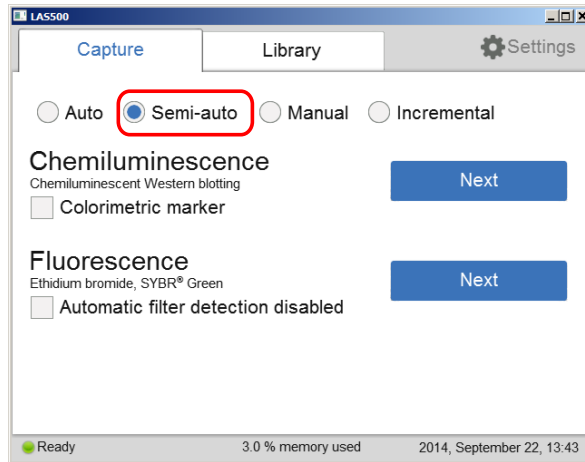 LAS500
Capture Library Settings
Auto Semi-auto Manual Incremental
Chemiluminescence
Chemiluminescent Western blotting
Next
Colorimetric marker
Fluorescence
Ethidium bromide, SYBR® Green
Next
Automatic filter detection disabled
Ready 3.0 % memory used 2014, September 22, 13:43